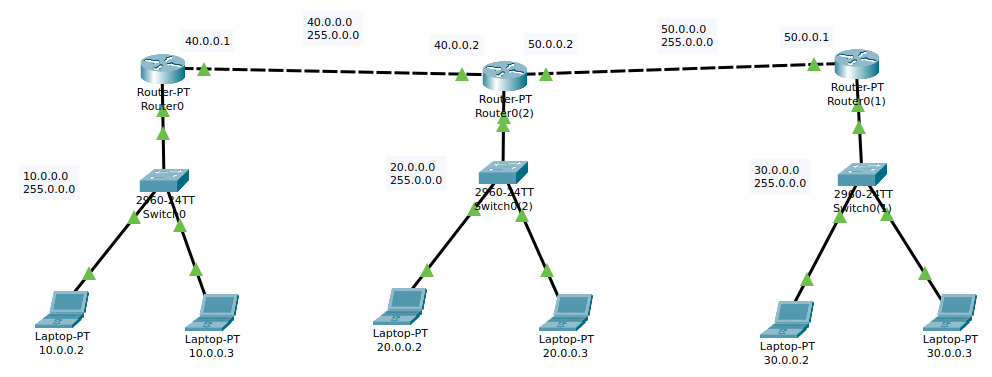 40.0.0.0
255.0.0.0
40.0.0.1
40.0.0.2
50.0.0.2
50.0.0.0
255.0.0.0
50.0.0.1
Router-PT
Router0
Router-PT
Router0(2)
Router-PT
Router0(1)
10.0.0.0
255.0.0.0
2960-24TT
Switch0
20.0.0.0
255.0.0.0
2960-24TT
Switch0(2)
30.0.0.0
255.0.0.0
2960-24TT
Switch0(1)
Laptop-PT
10.0.0.2
Laptop-PT
10.0.0.3
Laptop-PT
20.0.0.2
Laptop-PT
20.0.0.3
Laptop-PT
30.0.0.2
Laptop-PT
30.0.0.3